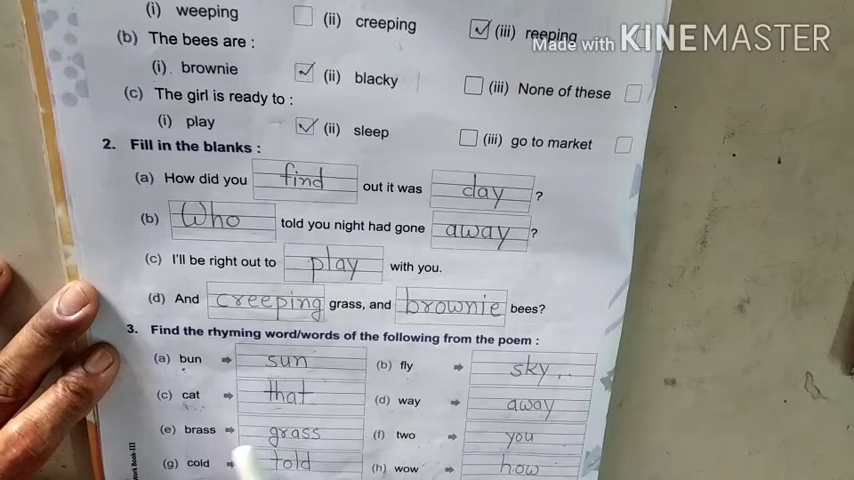 (i) weeping (ii) creeping (iii) reeping
Made with KINEMASTER
(b) The bees are :
(i). brownie (ii) blacky (iii) None of these
(c) The girl is ready to :
(i) play (ii) sleep (iii) go to market
2. Fill in the blanks :
(a) How did you find out it was day ?
(b) Who told you night had gone away ?
(c) I'll be right out to play with you.
(d) And creeping grass, and brownie bees?
3. Find the rhyming word/words of the following from the poem :
(a) bun sun (b) fly sky..
(c) cat that (d) way away
(e) brass grass (f) two you
(g) cold told (h) wow how
Work Book-III